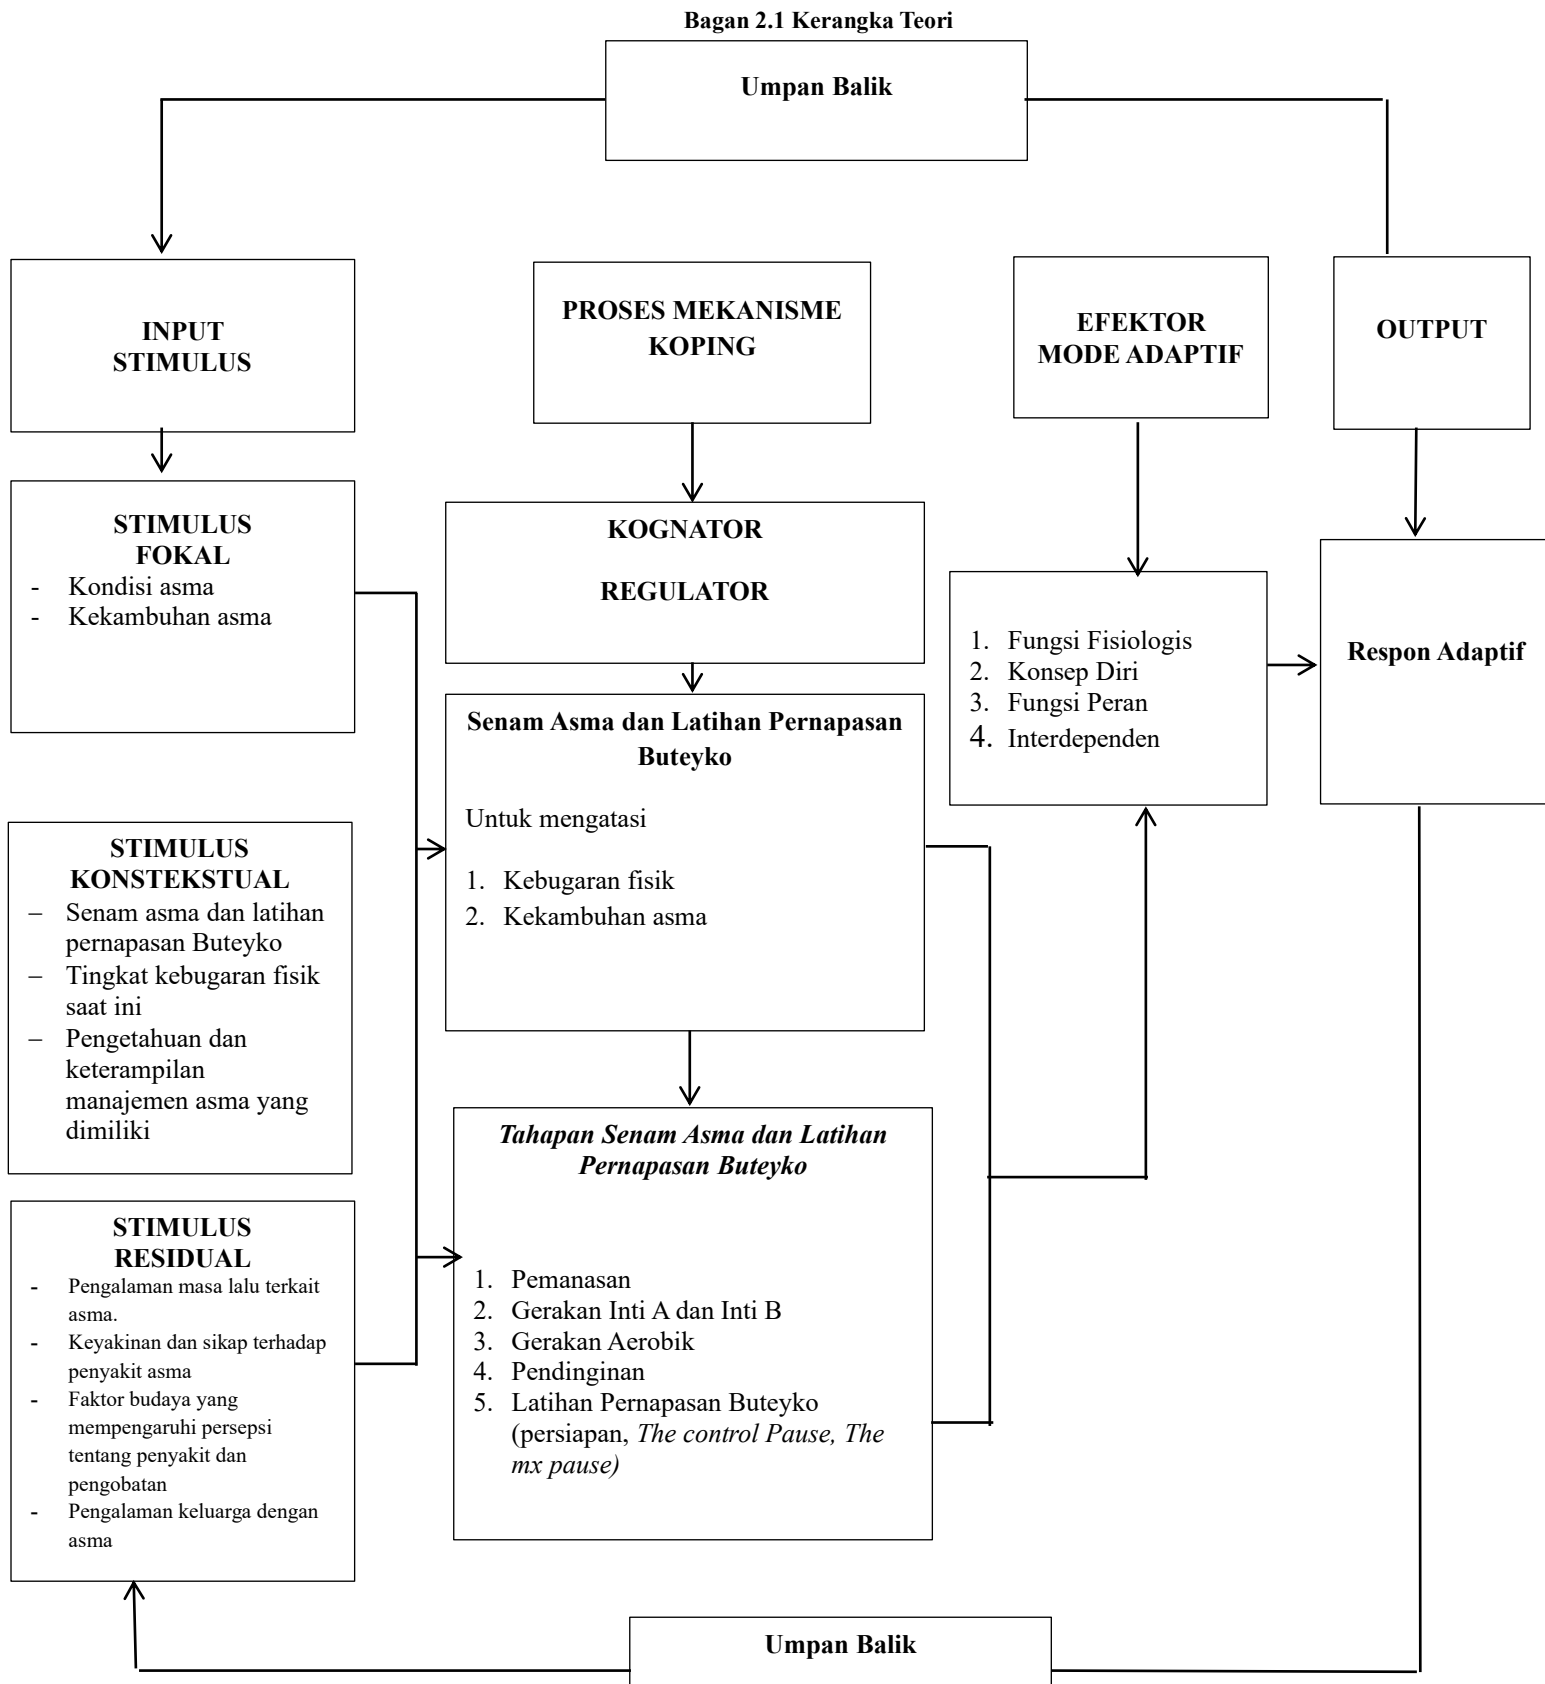 Bagan 2.1 Kerangka Teori
Umpan Balik
INPUT
STIMULUS
PROSES MEKANISME
KOPING
EFEKTOR
MODE ADAPTIF
OUTPUT
STIMULUS
FOKAL
- Kondisi asma
- Kekambuhan asma
KOGNATOR
REGULATOR
1. Fungsi Fisiologis
2. Konsep Diri
3. Fungsi Peran
4. Interdependen
Respon Adaptif
Senam Asma dan Latihan Pernapasan
Buteyko
Untuk mengatasi
1. Kebugaran fisik
2. Kekambuhan asma
STIMULUS
KONSTEKSTUAL
– Senam asma dan latihan
pernapasan Buteyko
– Tingkat kebugaran fisik
saat ini
– Pengetahuan dan
keterampilan
manajemen asma yang
dimiliki
Tahapan Senam Asma dan Latihan
Pernapasan Buteyko
1. Pemanasan
2. Gerakan Inti A dan Inti B
3. Gerakan Aerobik
4. Pendinginan
5. Latihan Pernapasan Buteyko
(persiapan, The control Pause, The
mx pause)
STIMULUS
RESIDUAL
- Pengalaman masa lalu terkait
asma.
- Keyakinan dan sikap terhadap
penyakit asma
- Faktor budaya yang
mempengaruhi persepsi
tentang penyakit dan
pengobatan
- Pengalaman keluarga dengan
asma
Umpan Balik